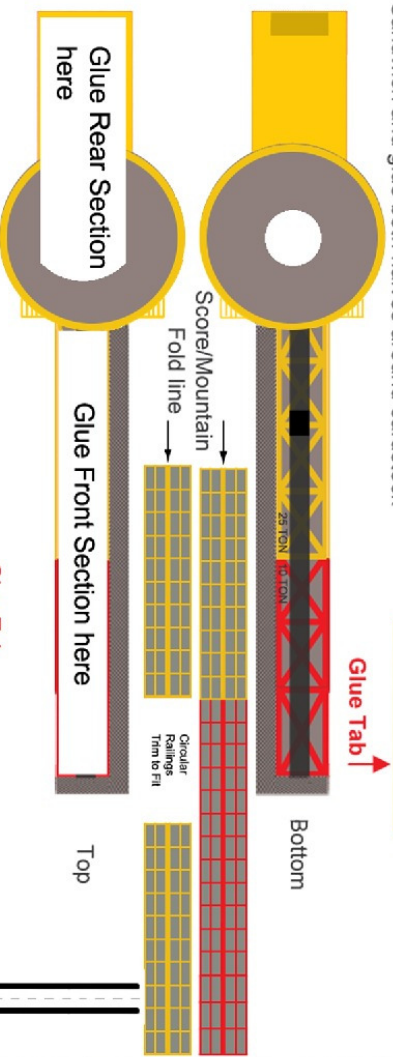 Glue Rear Section
here
Score/Mountain
Fold line
Glue Front Section here
25 TON
10 TON
Glue Tab
Circular
Railings
Trim to Fit
Bottom
Top